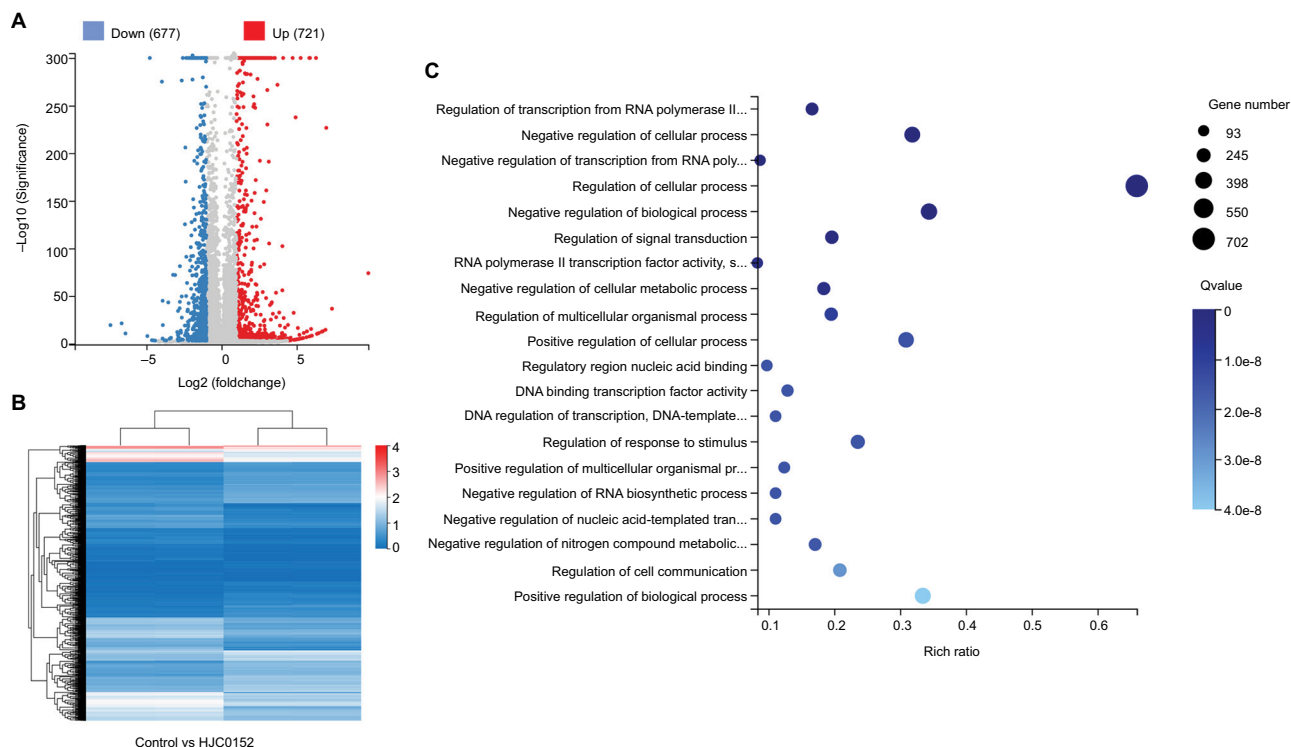 A
Down (677)
Up (721)
300
250
200
150
100
50
0
–Log10 (Significance)
–5
0
5
Log2 (foldchange)
B
4
3
2
1
0
Control vs HJC0152
C
Regulation of transcription from RNA polymerase II...
Negative regulation of cellular process
Negative regulation of transcription from RNA poly...
Regulation of cellular process
Negative regulation of biological process
Regulation of signal transduction
RNA polymerase II transcription factor activity, s...
Negative regulation of cellular metabolic process
Regulation of multicellular organismal process
Positive regulation of cellular process
Regulatory region nucleic acid binding
DNA binding transcription factor activity
DNA regulation of transcription, DNA-template...
Regulation of response to stimulus
Positive regulation of multicellular organismal pr...
Negative regulation of RNA biosynthetic process
Negative regulation of nucleic acid-templated tran...
Negative regulation of nitrogen compound metabolic...
Regulation of cell communication
Positive regulation of biological process
0.1
0.2
0.3
0.4
0.5
0.6
Rich ratio
Gene number
93
245
398
550
702
Qvalue
0
1.0e-8
2.0e-8
3.0e-8
4.0e-8